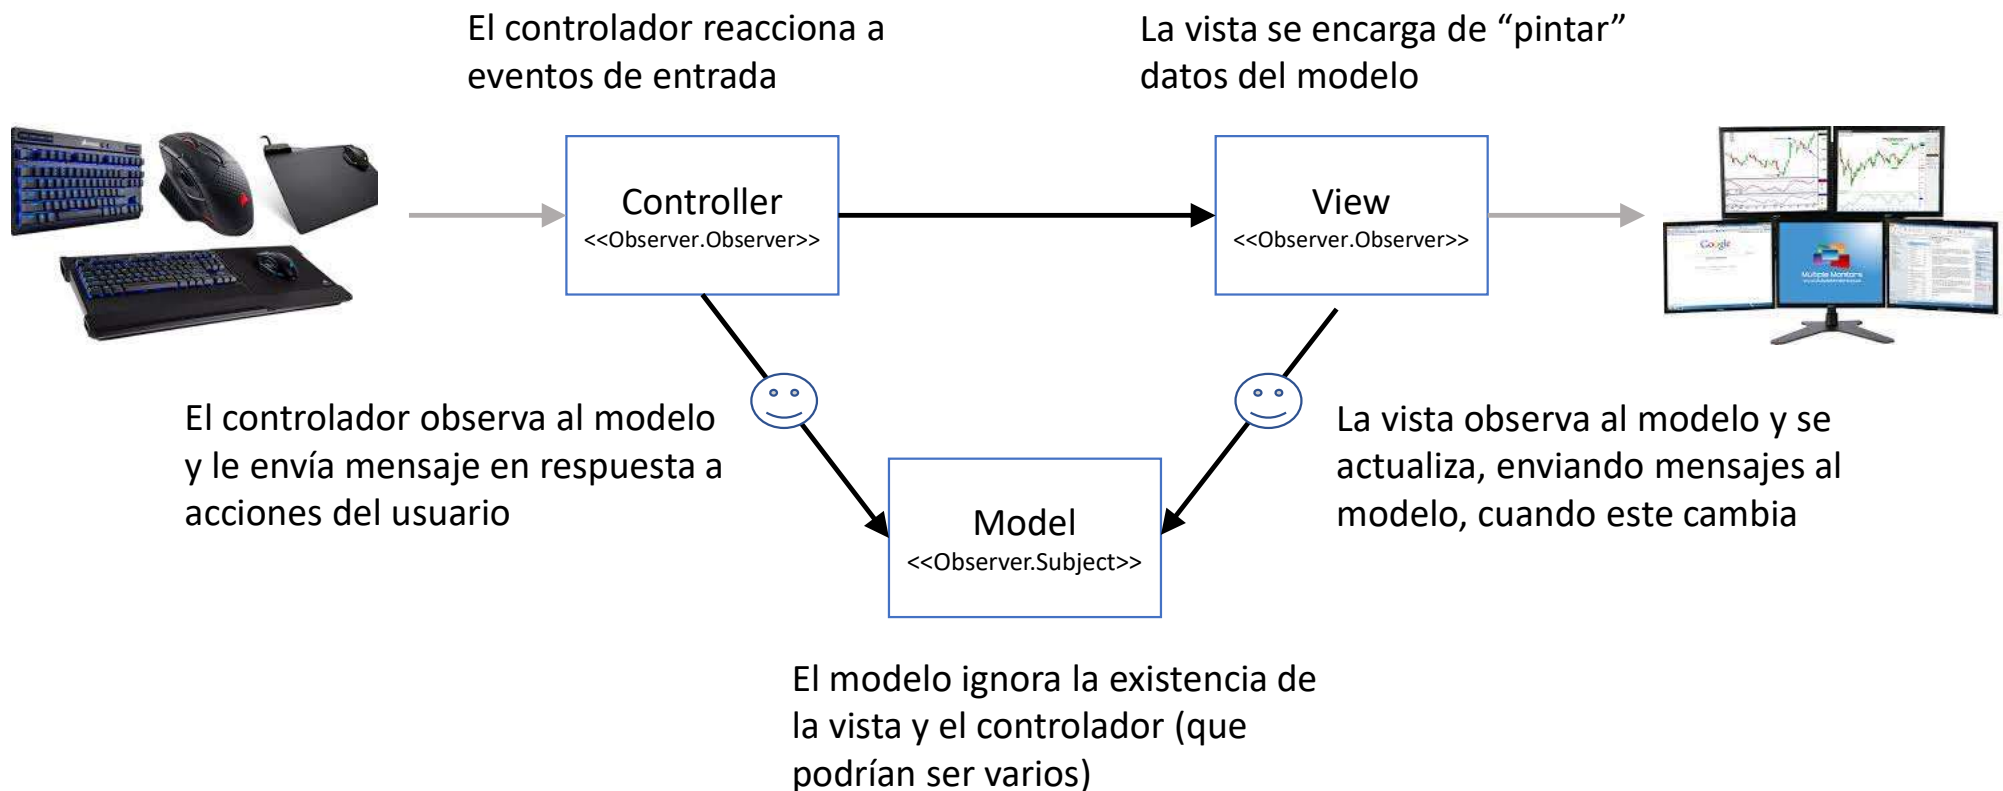 El controlador reacciona a
eventos de entrada
La vista se encarga de “pintar”
datos del modelo
Controller
<<Observer.Observer>>
View
<<Observer.Observer>>
Google
Multiple Monitors
El controlador observa al modelo
y le envía mensaje en respuesta a
acciones del usuario
La vista observa al modelo y se
actualiza, enviando mensajes al
modelo, cuando este cambia
Model
<<Observer.Subject>>
El modelo ignora la existencia de
la vista y el controlador (que
podrían ser varios)